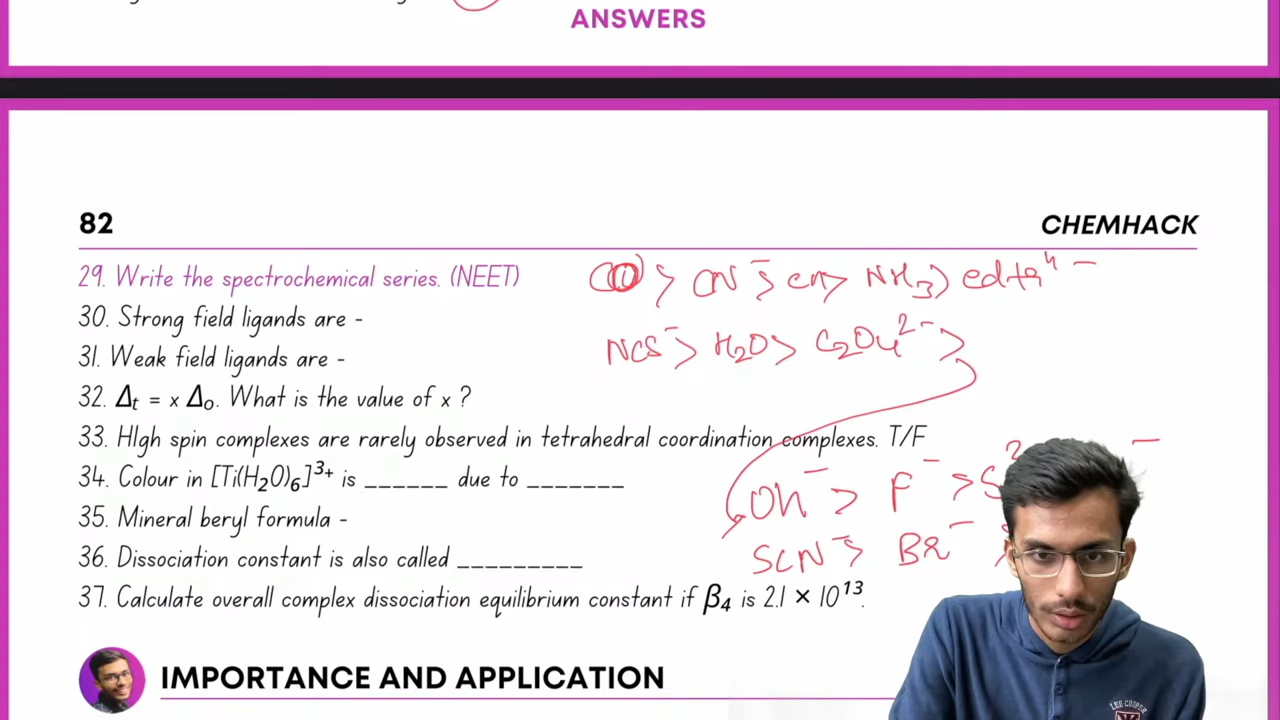 ANSWERS
82 CHEMHACK
29. Write the spectrochemical series. (NEET) CO > CN⁻ > en > NH₃ > edta⁴⁻
30. Strong field ligands are -
31. Weak field ligands are - NCS⁻ > H₂O > C₂O₄²⁻ >
32. Δt = x Δo. What is the value of x ?
33. HIgh spin complexes are rarely observed in tetrahedral coordination complexes. T/F
34. Colour in [Ti(H₂O)₆]³⁺ is ______ due to _______
OH⁻ > F⁻ > S²
35. Mineral beryl formula -
36. Dissociation constant is also called _________ SCN⁻ > Br⁻
37. Calculate overall complex dissociation equilibrium constant if β₄ is 2.1 × 10¹³.
IMPORTANCE AND APPLICATION
LEE COOPER